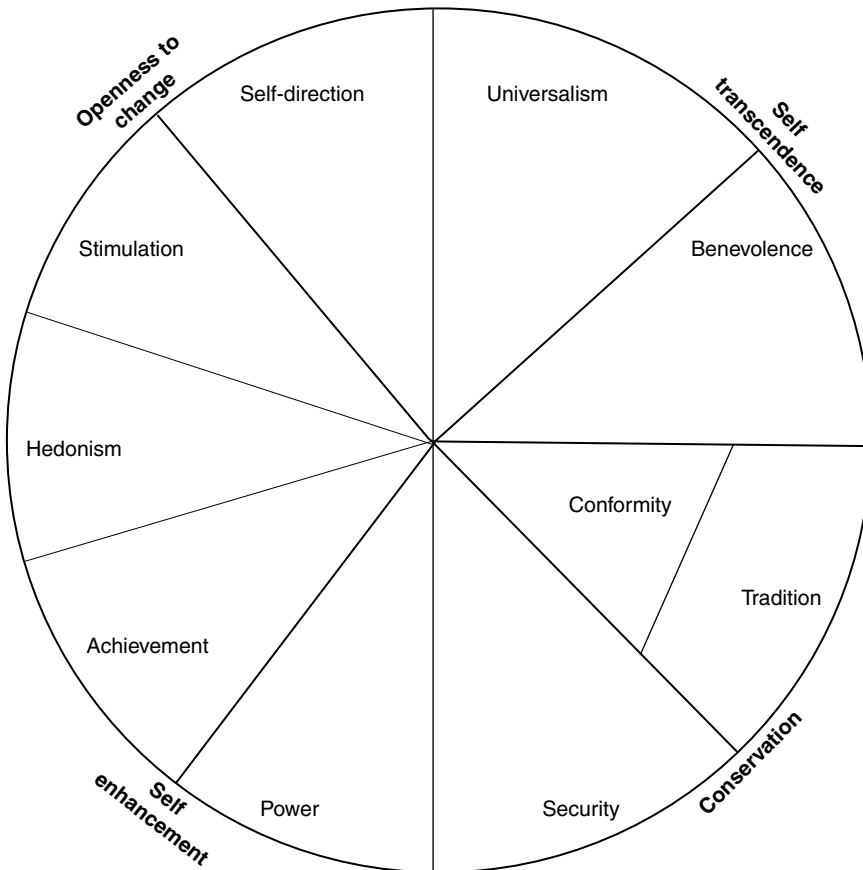 Openness to
change
Self-direction
Universalism
Self
transcendence
Stimulation
Benevolence
Hedonism
Conformity
Tradition
Achievement
Self
enhancement
Power
Security
Conservation